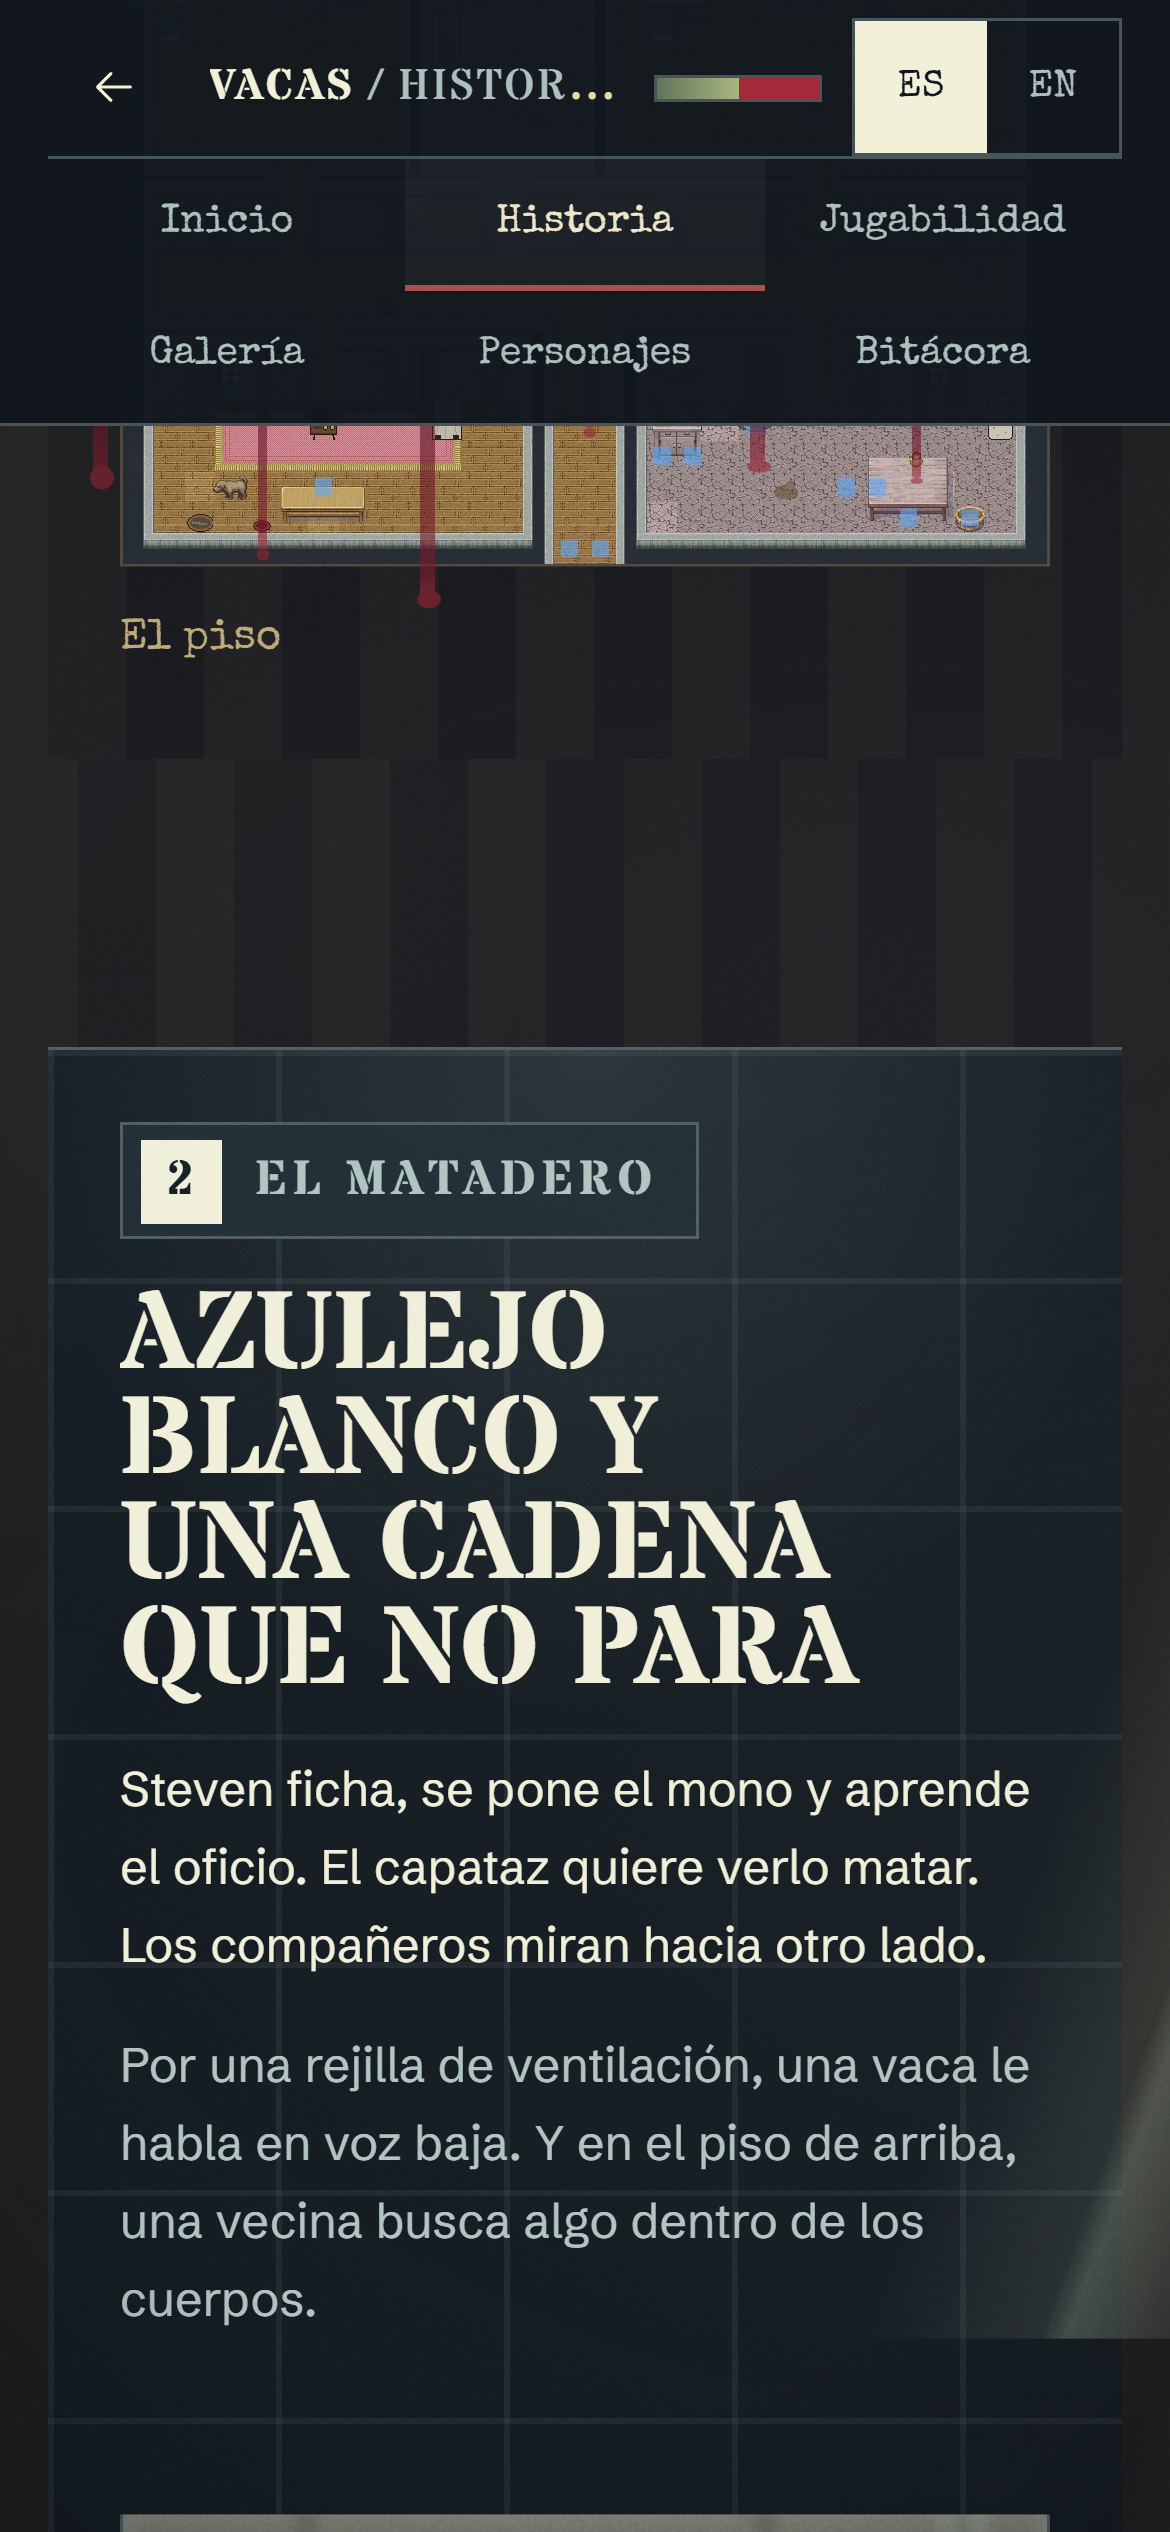 VACAS / HISTOR...
ES EN
Inicio Historia Jugabilidad
Galería Personajes Bitácora
El piso
2 EL MATADERO
AZULEJO
BLANCO Y
UNA CADENA
QUE NO PARA
Steven ficha, se pone el mono y aprende
el oficio. El capataz quiere verlo matar.
Los compañeros miran hacia otro lado.
Por una rejilla de ventilación, una vaca le
habla en voz baja. Y en el piso de arriba,
una vecina busca algo dentro de los
cuerpos.